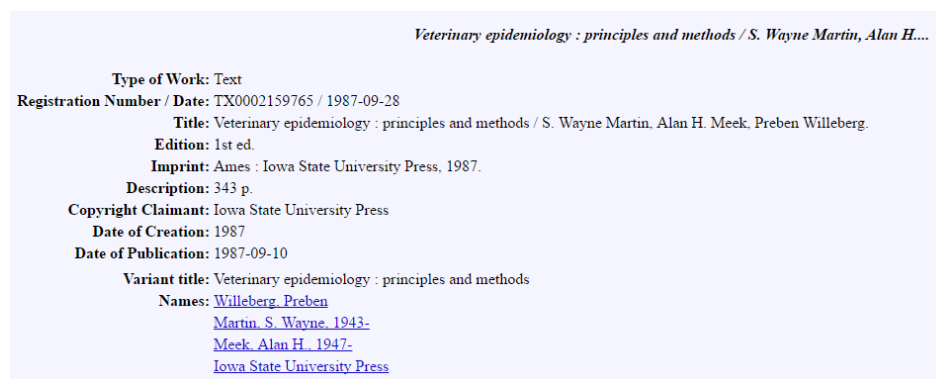 Veterinary epidemiology : principles and methods / S. Wayne Martin, Alan H....
Type of Work: Text
Registration Number / Date: TX0002159765 / 1987-09-28
Title: Veterinary epidemiology : principles and methods / S. Wayne Martin, Alan H. Meek, Preben Willeberg.
Edition: 1st ed.
Imprint: Ames : Iowa State University Press, 1987.
Description: 343 p.
Copyright Claimant: Iowa State University Press
Date of Creation: 1987
Date of Publication: 1987-09-10
Variant title: Veterinary epidemiology : principles and methods
Names: Willeberg, Preben
Martin, S. Wayne, 1943-
Meek, Alan H., 1947-
Iowa State University Press